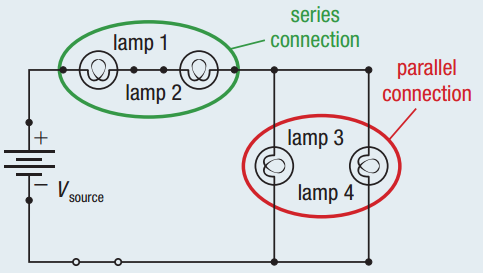 series
connection
lamp 1
lamp 2
parallel
connection
lamp 3
lamp 4
+
−
Vsource